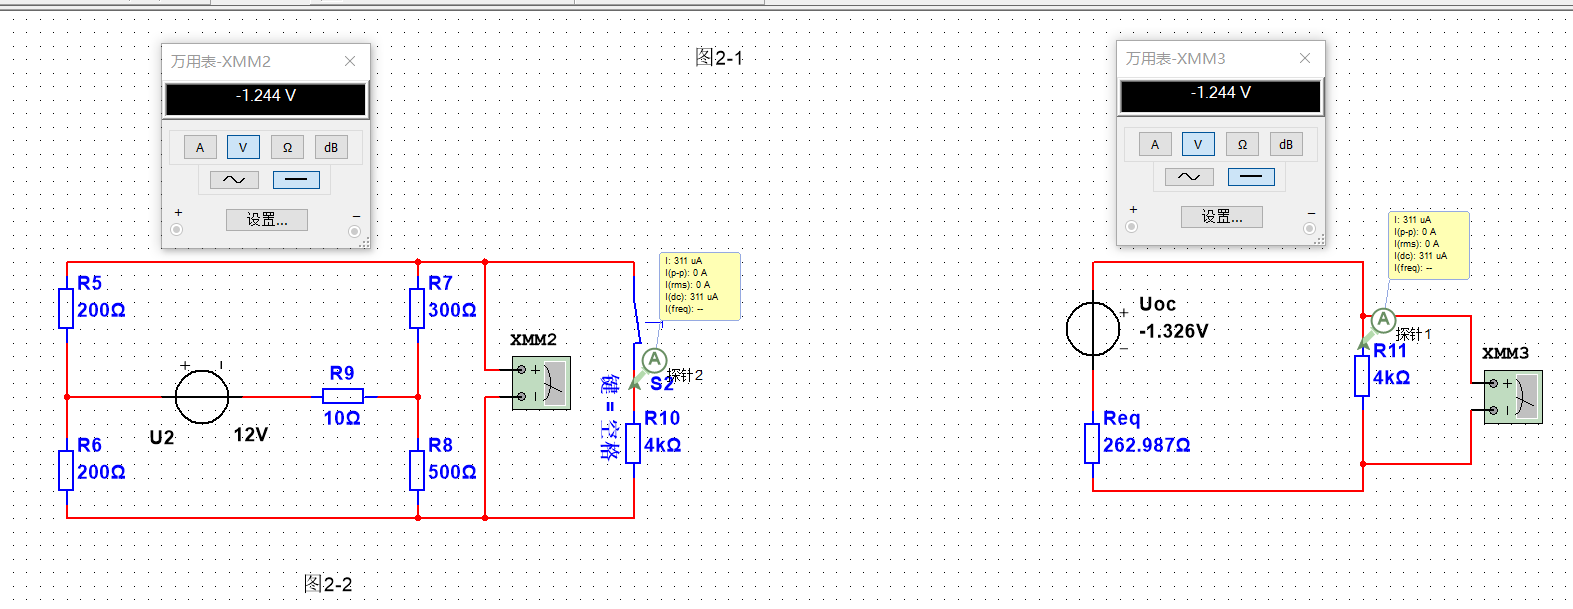 图2-1
万用表-XMM2
-1.244 V
A V Ω dB
+ 设置... −
万用表-XMM3
-1.244 V
A V Ω dB
+ 设置... −
I: 311 uA
I(p-p): 0 A
I(rms): 0 A
I(dc): 311 uA
I(freq): --
R5
200Ω
R7
300Ω
XMM2
+
A
探针2
S2
键 = 空格
R9
10Ω
+
U2
12V
R6
200Ω
R8
500Ω
R10
4kΩ
I: 311 uA
I(p-p): 0 A
I(rms): 0 A
I(dc): 311 uA
I(freq): --
Uoc
-1.326V
+
−
A
探针1
R11
4kΩ
XMM3
+
Req
262.987Ω
图2-2